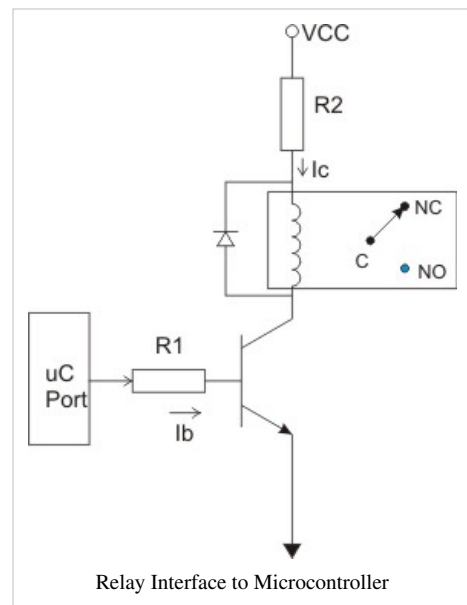 VCC
R2
Ic
NC
C
NO
R1
uC
Port
Ib
Relay Interface to Microcontroller